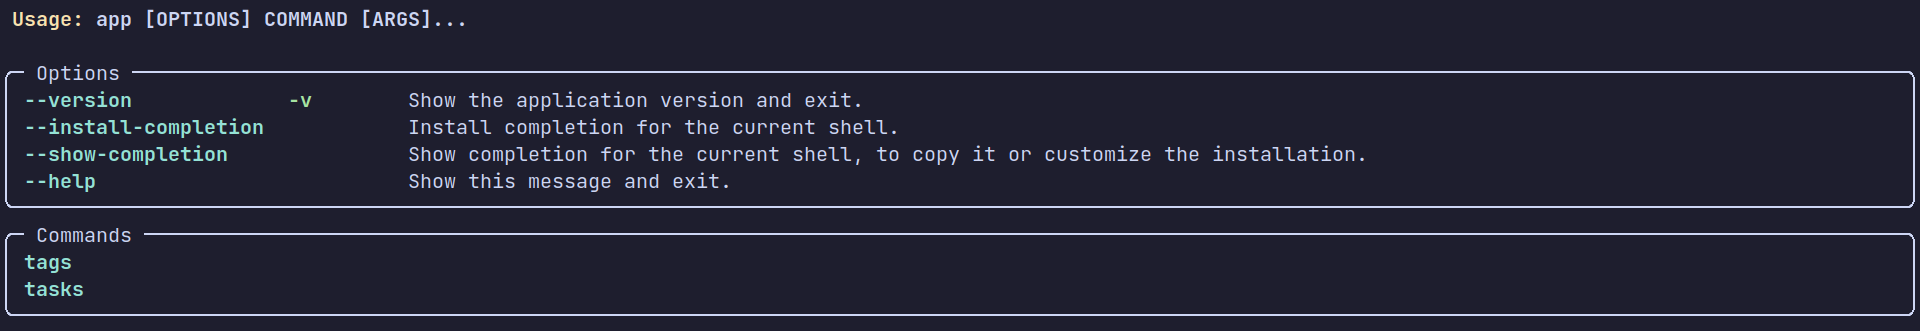 Usage: app [OPTIONS] COMMAND [ARGS]...
Options
--version -v Show the application version and exit.
--install-completion Install completion for the current shell.
--show-completion Show completion for the current shell, to copy it or customize the installation.
--help Show this message and exit.
Commands
tags
tasks